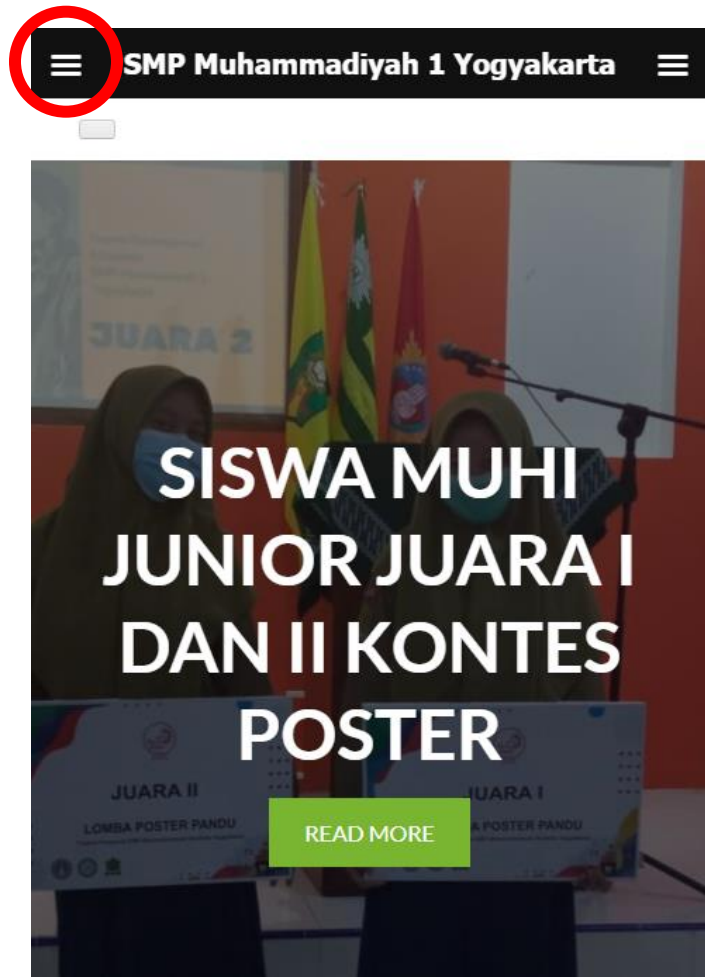 SMP Muhammadiyah 1 Yogyakarta
JUARA 2
SISWA MUHI
JUNIOR JUARA I
DAN II KONTES
POSTER
JUARA II
LOMBA POSTER PANDU
JUARA I
POSTER PANDU
READ MORE